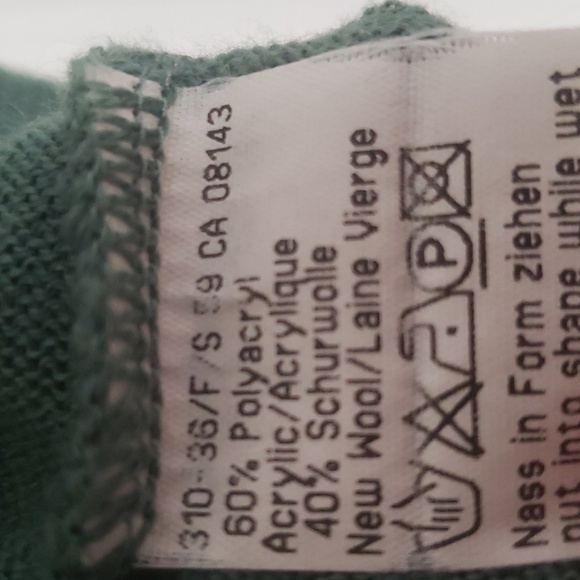 310-36/F/S 59 CA 08143
60% Polyacryl
Acrylic/Acrylique
40% Schurwolle
New Wool/Laine Vierge
P
Nass in Form ziehen
put into shape while wet